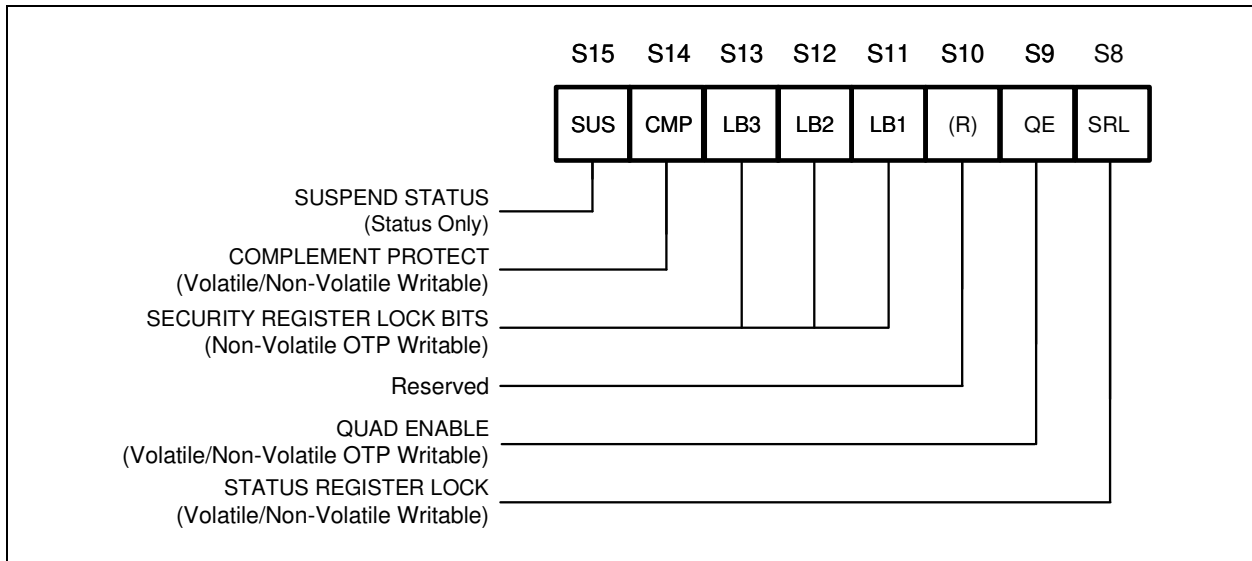 S15 S14 S13 S12 S11 S10 S9 S8
SUS CMP LB3 LB2 LB1 (R) QE SRL
SUSPEND STATUS
(Status Only)
COMPLEMENT PROTECT
(Volatile/Non-Volatile Writable)
SECURITY REGISTER LOCK BITS
(Non-Volatile OTP Writable)
Reserved
QUAD ENABLE
(Volatile/Non-Volatile OTP Writable)
STATUS REGISTER LOCK
(Volatile/Non-Volatile Writable)